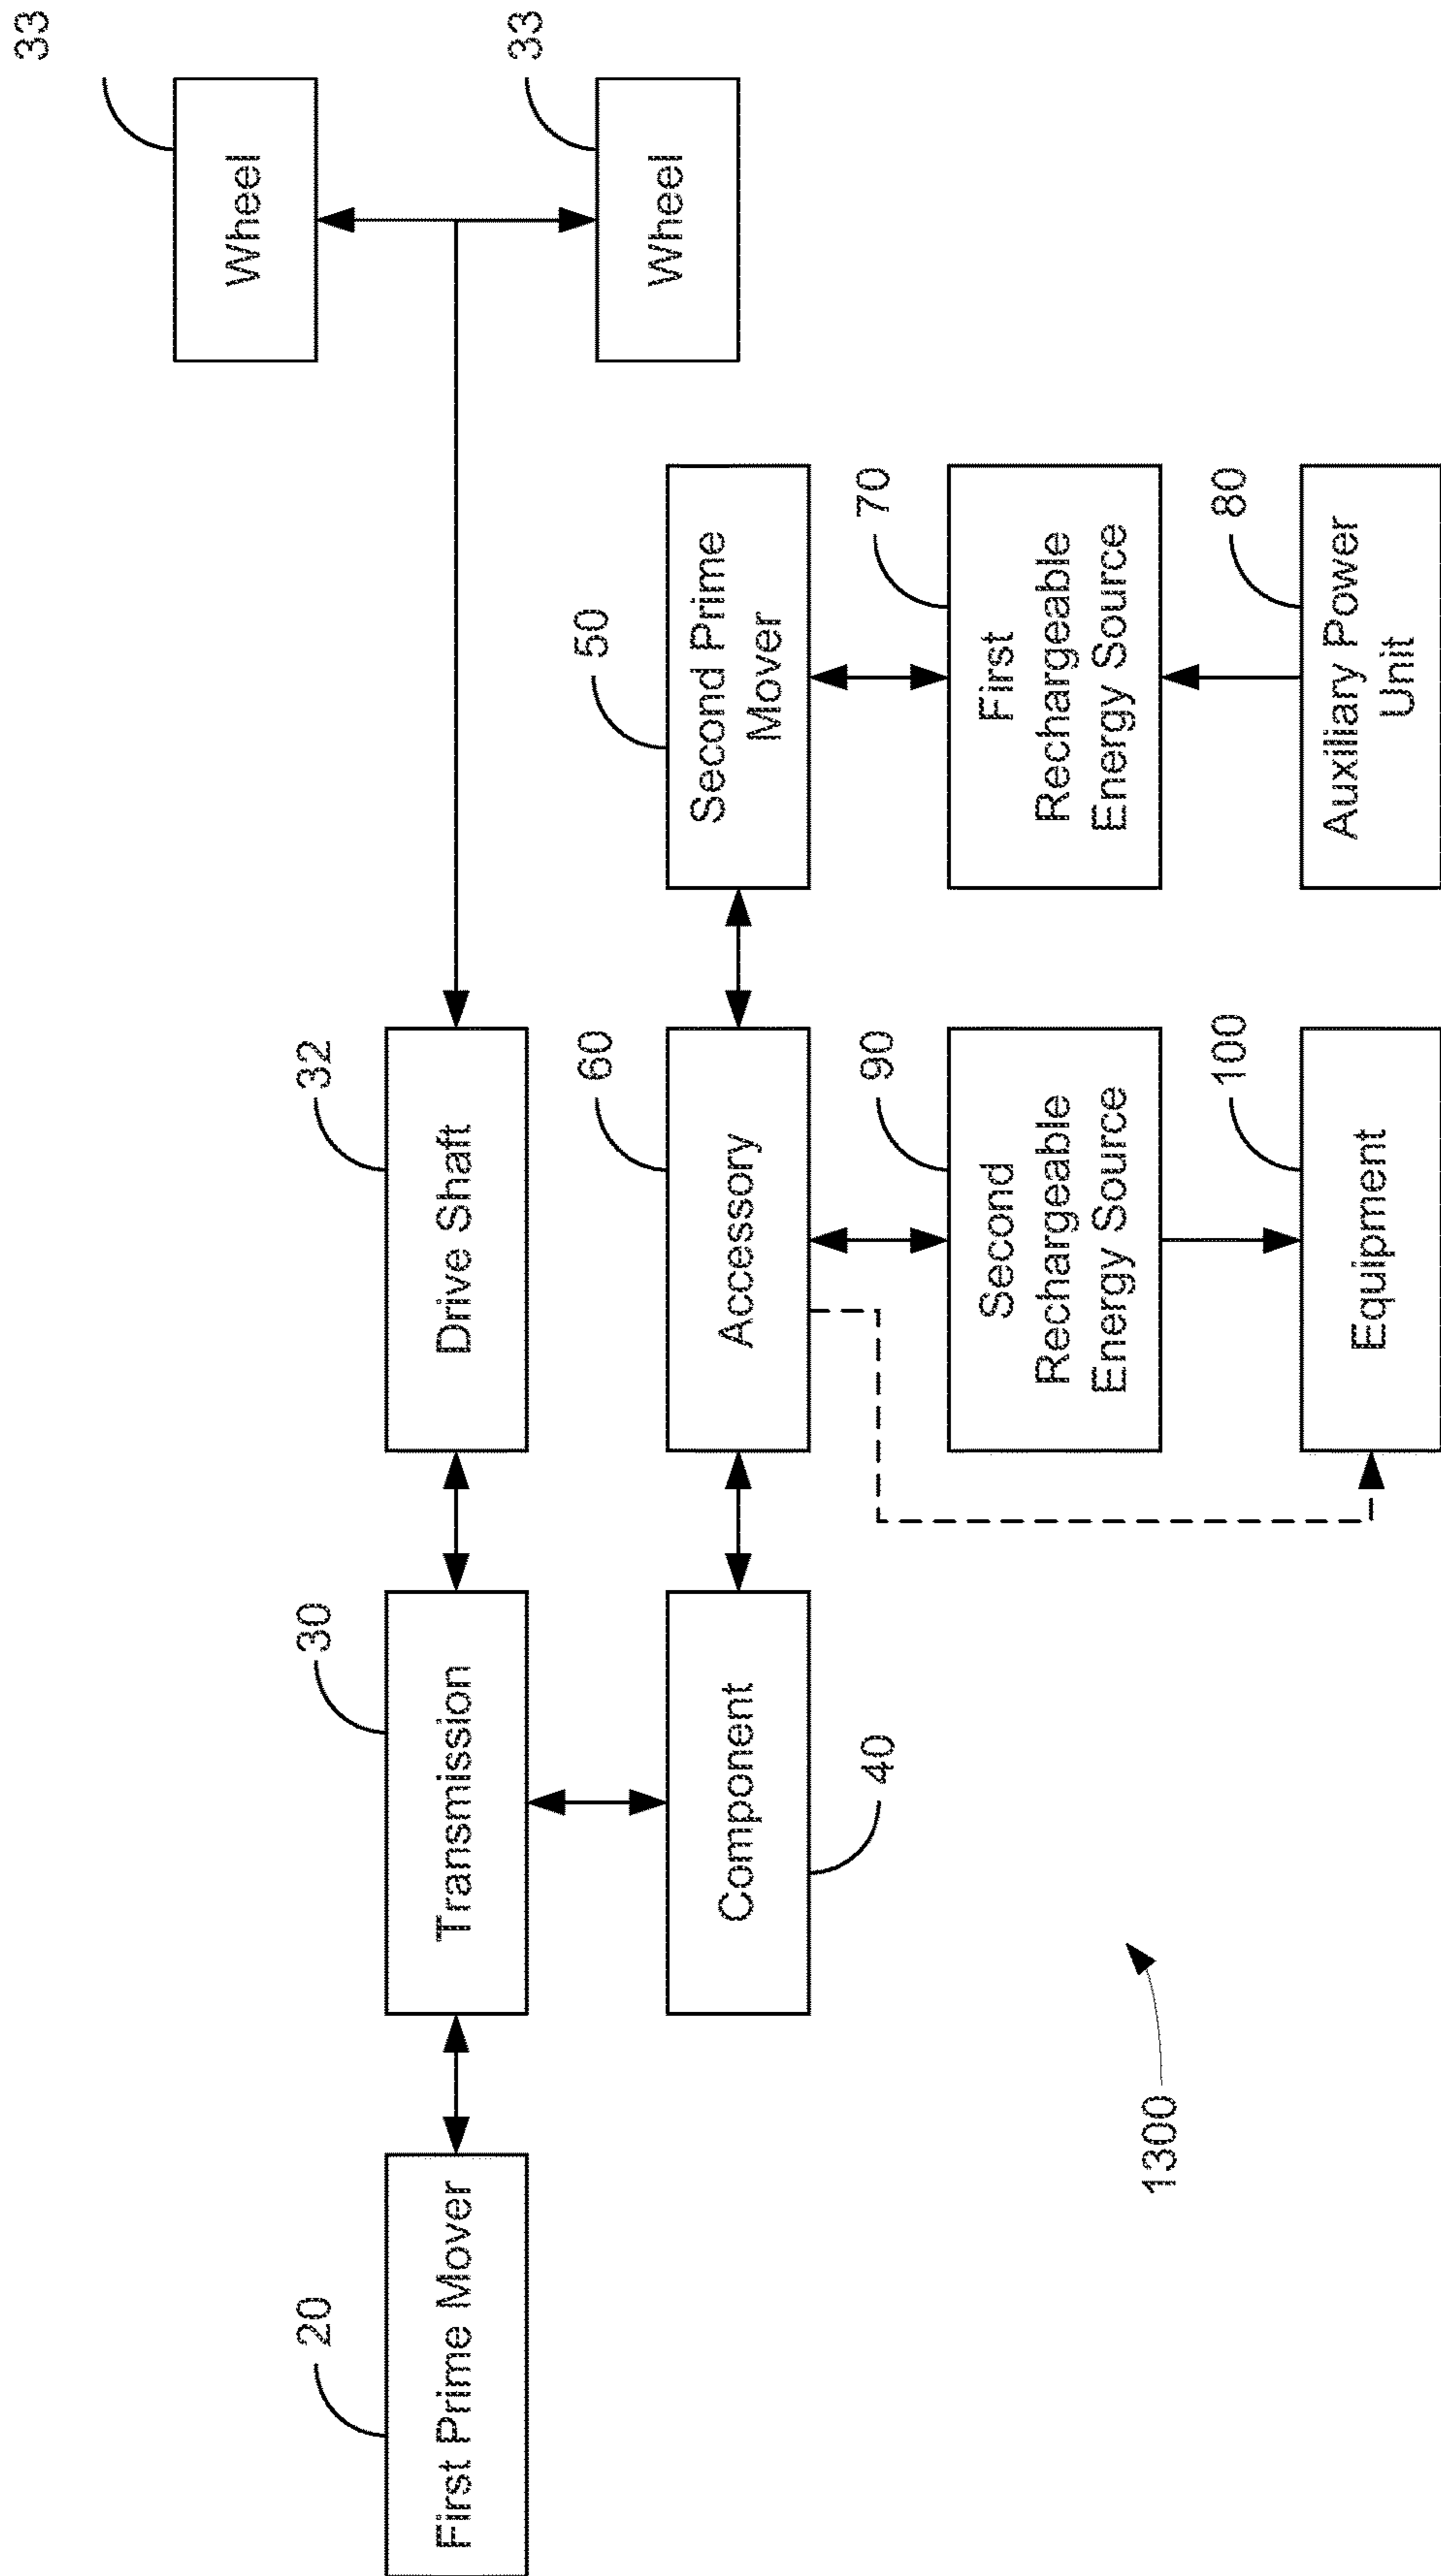 33
Wheel
33
Wheel
20
First Prime Mover
30
Transmission
32
Drive Shaft
40
Component
60
Accessory
50
Second Prime
Mover
90
Second
Rechargeable
Energy Source
70
First
Rechargeable
Energy Source
100
Equipment
80
Auxiliary Power
Unit
1300